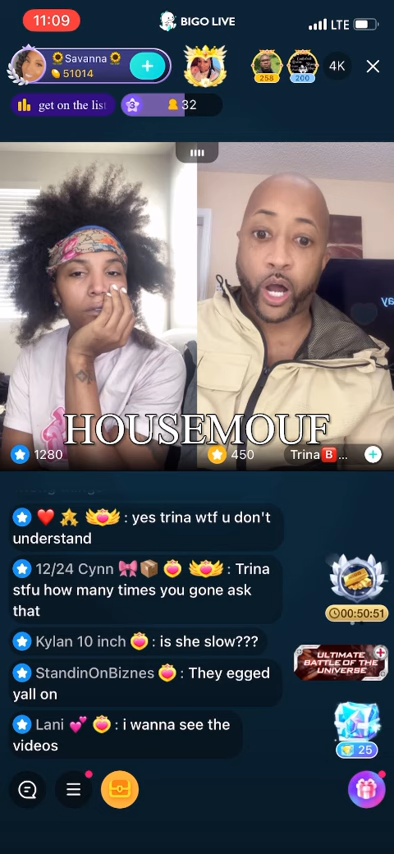 11:09
BIGO LIVE
LTE
Savanna
51014
258
200
4K
get on the list
32
HOUSEMOUF
1280
450
Trina B...
: yes trina wtf u don't
understand
12/24 Cynn : Trina
stfu how many times you gone ask
that
Kylan 10 inch : is she slow???
StandinOnBiznes : They egged
yall on
Lani : i wanna see the
videos
00:50:51
ULTIMATE
BATTLE OF THE
UNIVERSE
25